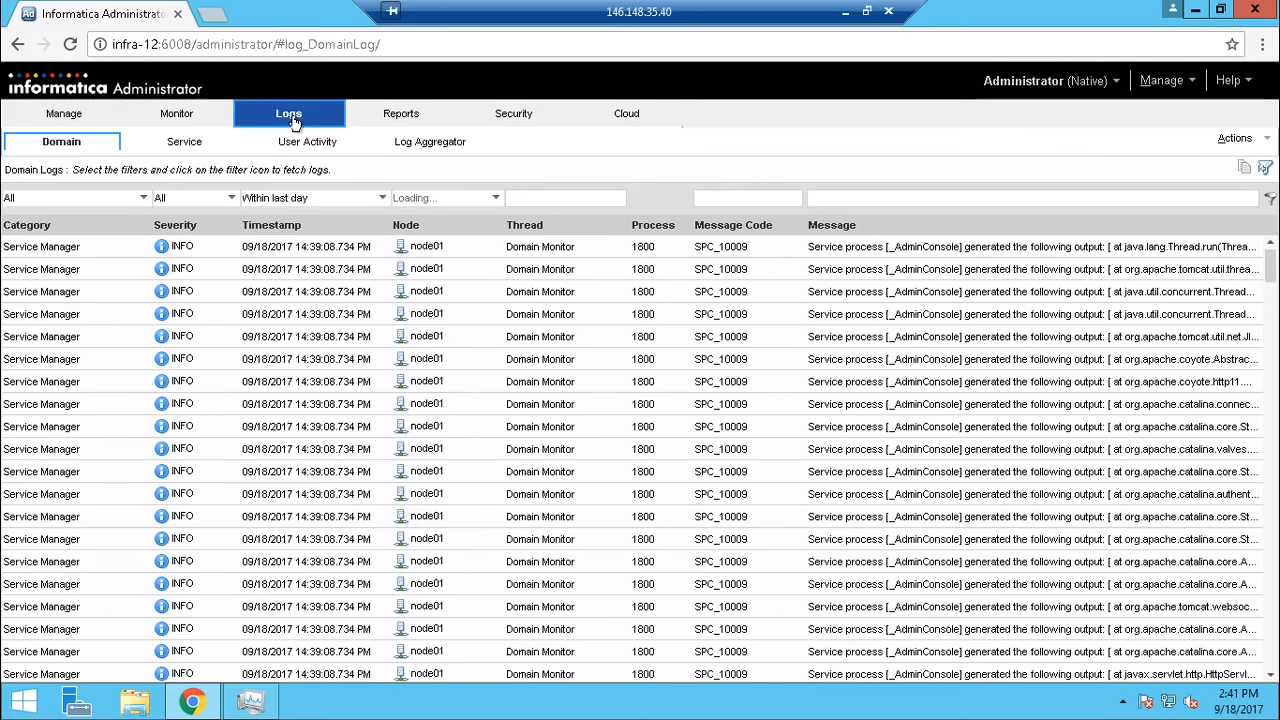 Informatica Administrator
146.148.35.40
infra-12:6008/administrator/#log_DomainLog/
informatica Administrator
Administrator (Native) Manage Help
Manage Monitor Logs Reports Security Cloud
Domain Service User Activity Log Aggregator Actions
Domain Logs : Select the filters and click on the filter icon to fetch logs.
All All Within last day Loading...
Category Severity Timestamp Node Thread Process Message Code Message
Service Manager INFO 09/18/2017 14:39:08.734 PM node01 Domain Monitor 1800 SPC_10009 Service process [_AdminConsole] generated the following output: [ at java.lang.Thread.run(Threa...
Service Manager INFO 09/18/2017 14:39:08.734 PM node01 Domain Monitor 1800 SPC_10009 Service process [_AdminConsole] generated the following output: [ at org.apache.tomcat.util.threa...
Service Manager INFO 09/18/2017 14:39:08.734 PM node01 Domain Monitor 1800 SPC_10009 Service process [_AdminConsole] generated the following output: [ at java.util.concurrent.Thread...
Service Manager INFO 09/18/2017 14:39:08.734 PM node01 Domain Monitor 1800 SPC_10009 Service process [_AdminConsole] generated the following output: [ at java.util.concurrent.Thread...
Service Manager INFO 09/18/2017 14:39:08.734 PM node01 Domain Monitor 1800 SPC_10009 Service process [_AdminConsole] generated the following output: [ at org.apache.tomcat.util.net.JI...
Service Manager INFO 09/18/2017 14:39:08.734 PM node01 Domain Monitor 1800 SPC_10009 Service process [_AdminConsole] generated the following output: [ at org.apache.coyote.Abstrac...
Service Manager INFO 09/18/2017 14:39:08.734 PM node01 Domain Monitor 1800 SPC_10009 Service process [_AdminConsole] generated the following output: [ at org.apache.coyote.http11....
Service Manager INFO 09/18/2017 14:39:08.734 PM node01 Domain Monitor 1800 SPC_10009 Service process [_AdminConsole] generated the following output: [ at org.apache.catalina.connec...
Service Manager INFO 09/18/2017 14:39:08.734 PM node01 Domain Monitor 1800 SPC_10009 Service process [_AdminConsole] generated the following output: [ at org.apache.catalina.core.St...
Service Manager INFO 09/18/2017 14:39:08.734 PM node01 Domain Monitor 1800 SPC_10009 Service process [_AdminConsole] generated the following output: [ at org.apache.catalina.valves....
Service Manager INFO 09/18/2017 14:39:08.734 PM node01 Domain Monitor 1800 SPC_10009 Service process [_AdminConsole] generated the following output: [ at org.apache.catalina.core.St...
Service Manager INFO 09/18/2017 14:39:08.734 PM node01 Domain Monitor 1800 SPC_10009 Service process [_AdminConsole] generated the following output: [ at org.apache.catalina.authent...
Service Manager INFO 09/18/2017 14:39:08.734 PM node01 Domain Monitor 1800 SPC_10009 Service process [_AdminConsole] generated the following output: [ at org.apache.catalina.core.St...
Service Manager INFO 09/18/2017 14:39:08.734 PM node01 Domain Monitor 1800 SPC_10009 Service process [_AdminConsole] generated the following output: [ at org.apache.catalina.core.St...
Service Manager INFO 09/18/2017 14:39:08.734 PM node01 Domain Monitor 1800 SPC_10009 Service process [_AdminConsole] generated the following output: [ at org.apache.catalina.core.A...
Service Manager INFO 09/18/2017 14:39:08.734 PM node01 Domain Monitor 1800 SPC_10009 Service process [_AdminConsole] generated the following output: [ at org.apache.catalina.core.A...
Service Manager INFO 09/18/2017 14:39:08.734 PM node01 Domain Monitor 1800 SPC_10009 Service process [_AdminConsole] generated the following output: [ at org.apache.tomcat.websoc...
Service Manager INFO 09/18/2017 14:39:08.734 PM node01 Domain Monitor 1800 SPC_10009 Service process [_AdminConsole] generated the following output: [ at org.apache.catalina.core.A...
Service Manager INFO 09/18/2017 14:39:08.734 PM node01 Domain Monitor 1800 SPC_10009 Service process [_AdminConsole] generated the following output: [ at org.apache.catalina.core.A...
Service Manager INFO 09/18/2017 14:39:08.734 PM node01 Domain Monitor 1800 SPC_10009 Service process [_AdminConsole] generated the following output: [ at javax.servlet.http.HttpServl...
2:41 PM
9/18/2017